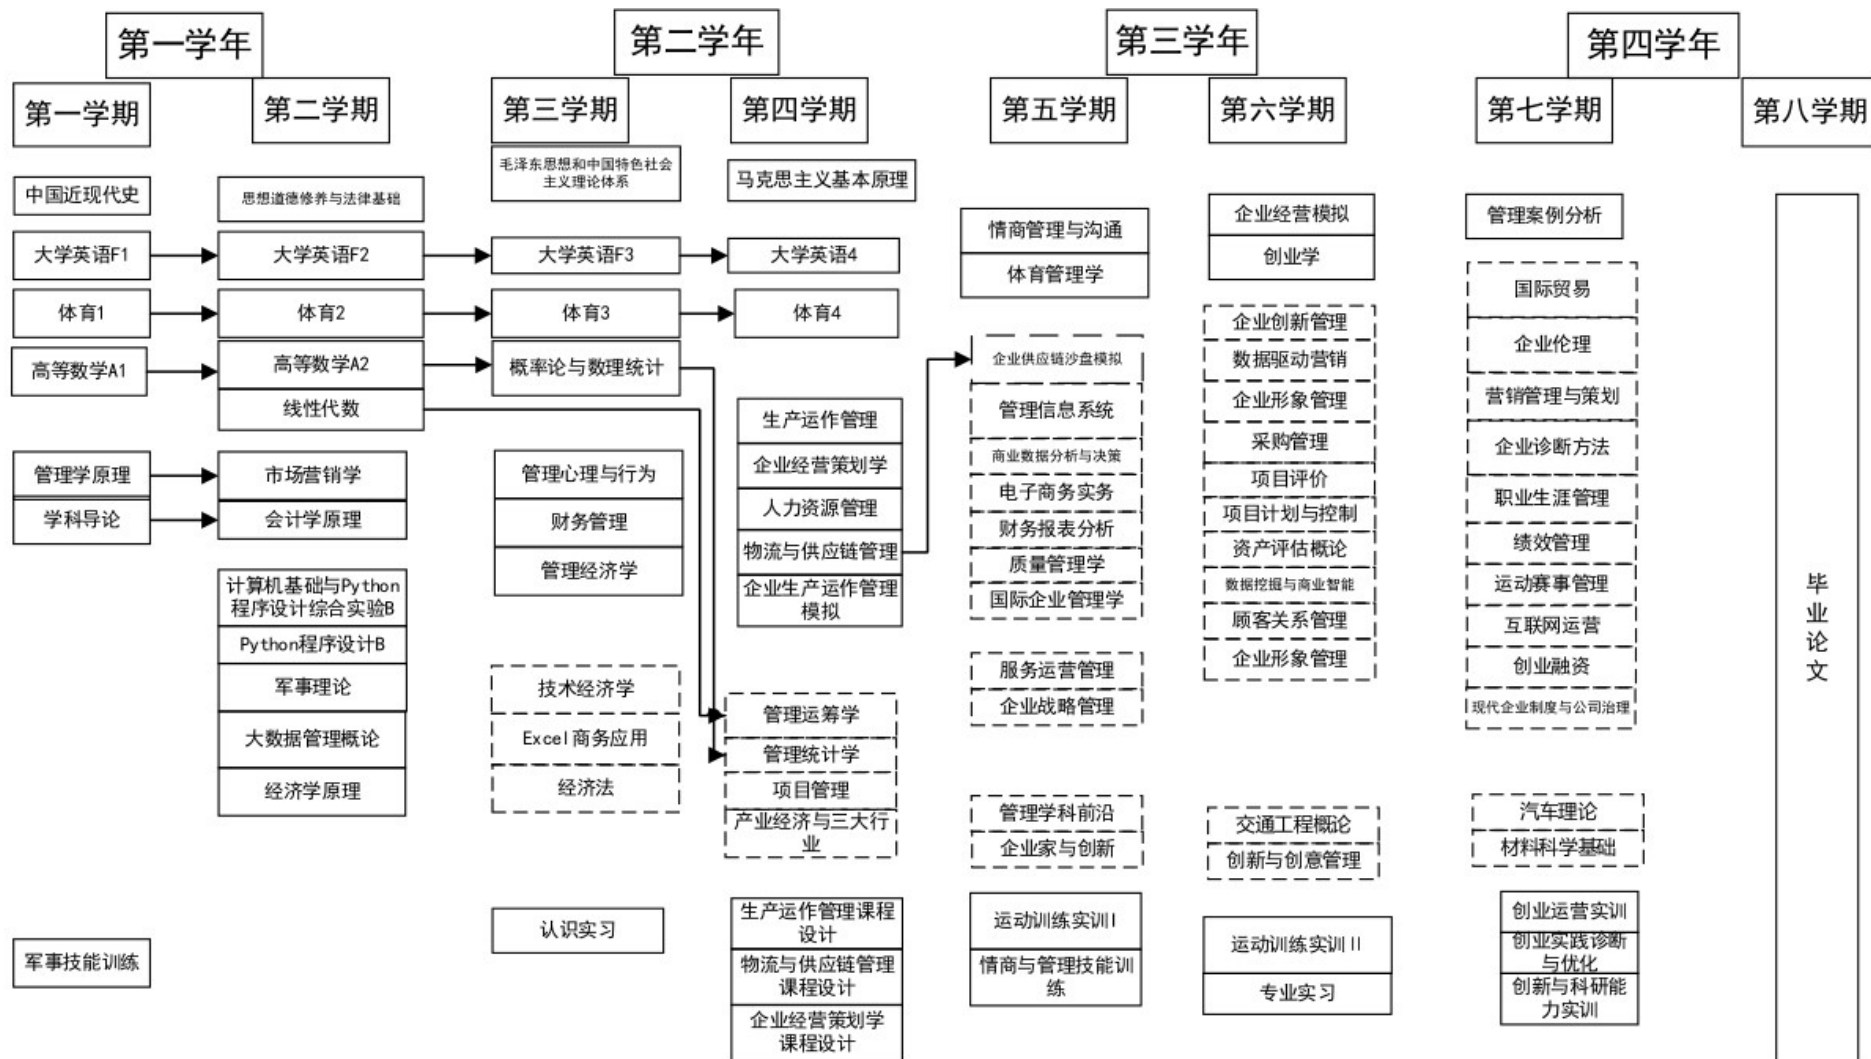 第一学年
第二学年
第三学年
第四学年
第一学期
第二学期
第三学期
第四学期
第五学期
第六学期
第七学期
第八学期
中国近现代史
大学英语F1
体育1
高等数学A1
管理学原理
学科导论
军事技能训练
思想道德修养与法律基础
大学英语F2
体育2
高等数学A2
线性代数
市场营销学
会计学原理
计算机基础与Python
程序设计综合实验B
Python程序设计B
军事理论
大数据管理概论
经济学原理
毛泽东思想和中国特色社会
主义理论体系
大学英语F3
体育3
概率论与数理统计
管理心理与行为
财务管理
管理经济学
技术经济学
Excel商务应用
经济法
认识实习
马克思主义基本原理
大学英语4
体育4
生产运作管理
企业经营策划学
人力资源管理
物流与供应链管理
企业生产运作管理
模拟
管理运筹学
管理统计学
项目管理
产业经济与三大行
业
生产运作管理课程
设计
物流与供应链管理
课程设计
企业经营策划学
课程设计
情商管理与沟通
体育管理学
企业供应链沙盘模拟
管理信息系统
商业数据分析与决策
电子商务实务
财务报表分析
质量管理学
国际企业管理学
服务运营管理
企业战略管理
管理学科前沿
企业家与创新
运动训练实训I
情商与管理技能训
练
企业经营模拟
创业学
企业创新管理
数据驱动营销
企业形象管理
采购管理
项目评价
项目计划与控制
资产评估概论
数据挖掘与商业智能
顾客关系管理
企业形象管理
交通工程概论
创新与创意管理
运动训练实训II
专业实习
管理案例分析
国际贸易
企业伦理
营销管理与策划
企业诊断方法
职业生涯管理
绩效管理
运动赛事管理
互联网运营
创业融资
现代企业制度与公司治理
汽车理论
材料科学基础
创业运营实训
创业实践诊断
与优化
创新与科研能
力实训
毕
业
论
文